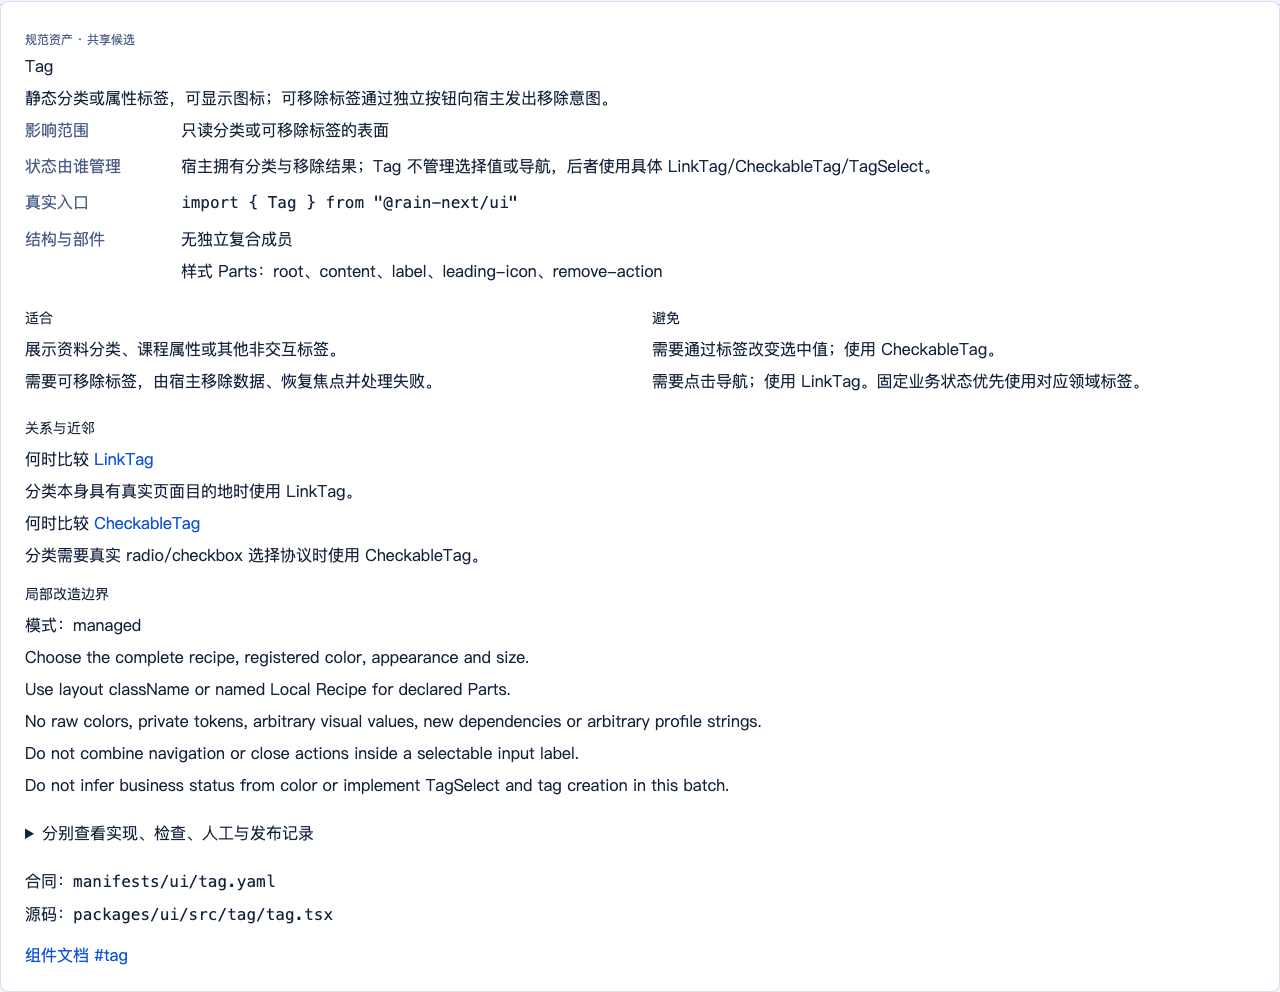 规范资产 · 共享候选
Tag
静态分类或属性标签，可显示图标；可移除标签通过独立按钮向宿主发出移除意图。
影响范围 只读分类或可移除标签的表面
状态由谁管理 宿主拥有分类与移除结果；Tag 不管理选择值或导航，后者使用具体 LinkTag/CheckableTag/TagSelect。
真实入口 import { Tag } from "@rain-next/ui"
结构与部件 无独立复合成员
样式 Parts：root、content、label、leading-icon、remove-action
适合
展示资料分类、课程属性或其他非交互标签。
需要可移除标签，由宿主移除数据、恢复焦点并处理失败。
避免
需要通过标签改变选中值；使用 CheckableTag。
需要点击导航；使用 LinkTag。固定业务状态优先使用对应领域标签。
关系与近邻
何时比较 LinkTag
分类本身具有真实页面目的地时使用 LinkTag。
何时比较 CheckableTag
分类需要真实 radio/checkbox 选择协议时使用 CheckableTag。
局部改造边界
模式：managed
Choose the complete recipe, registered color, appearance and size.
Use layout className or named Local Recipe for declared Parts.
No raw colors, private tokens, arbitrary visual values, new dependencies or arbitrary profile strings.
Do not combine navigation or close actions inside a selectable input label.
Do not infer business status from color or implement TagSelect and tag creation in this batch.
▶ 分别查看实现、检查、人工与发布记录
合同：manifests/ui/tag.yaml
源码：packages/ui/src/tag/tag.tsx
组件文档 #tag